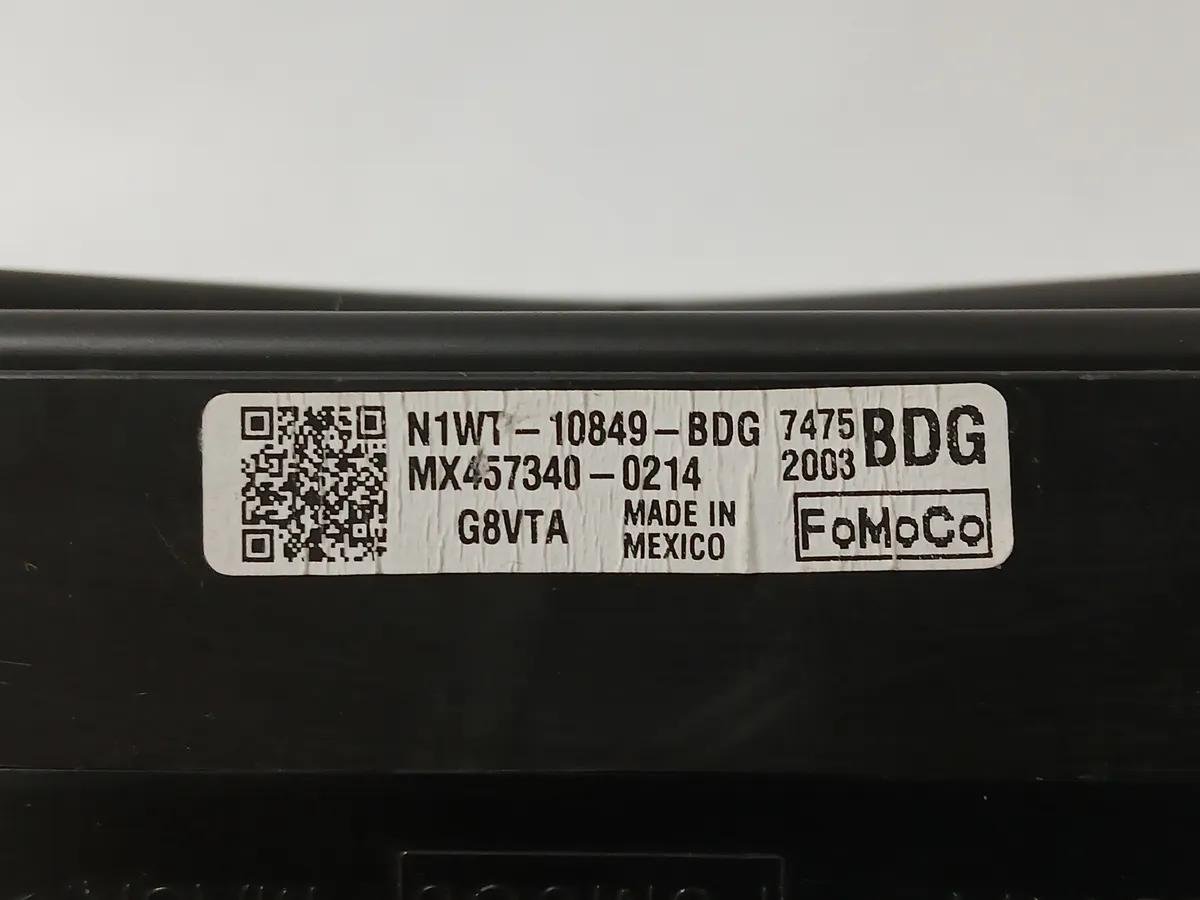 N1WT-10849-BDG
MX457340-0214
G8VTA
MADE IN
MEXICO
7475
2003
BDG
FoMoCo